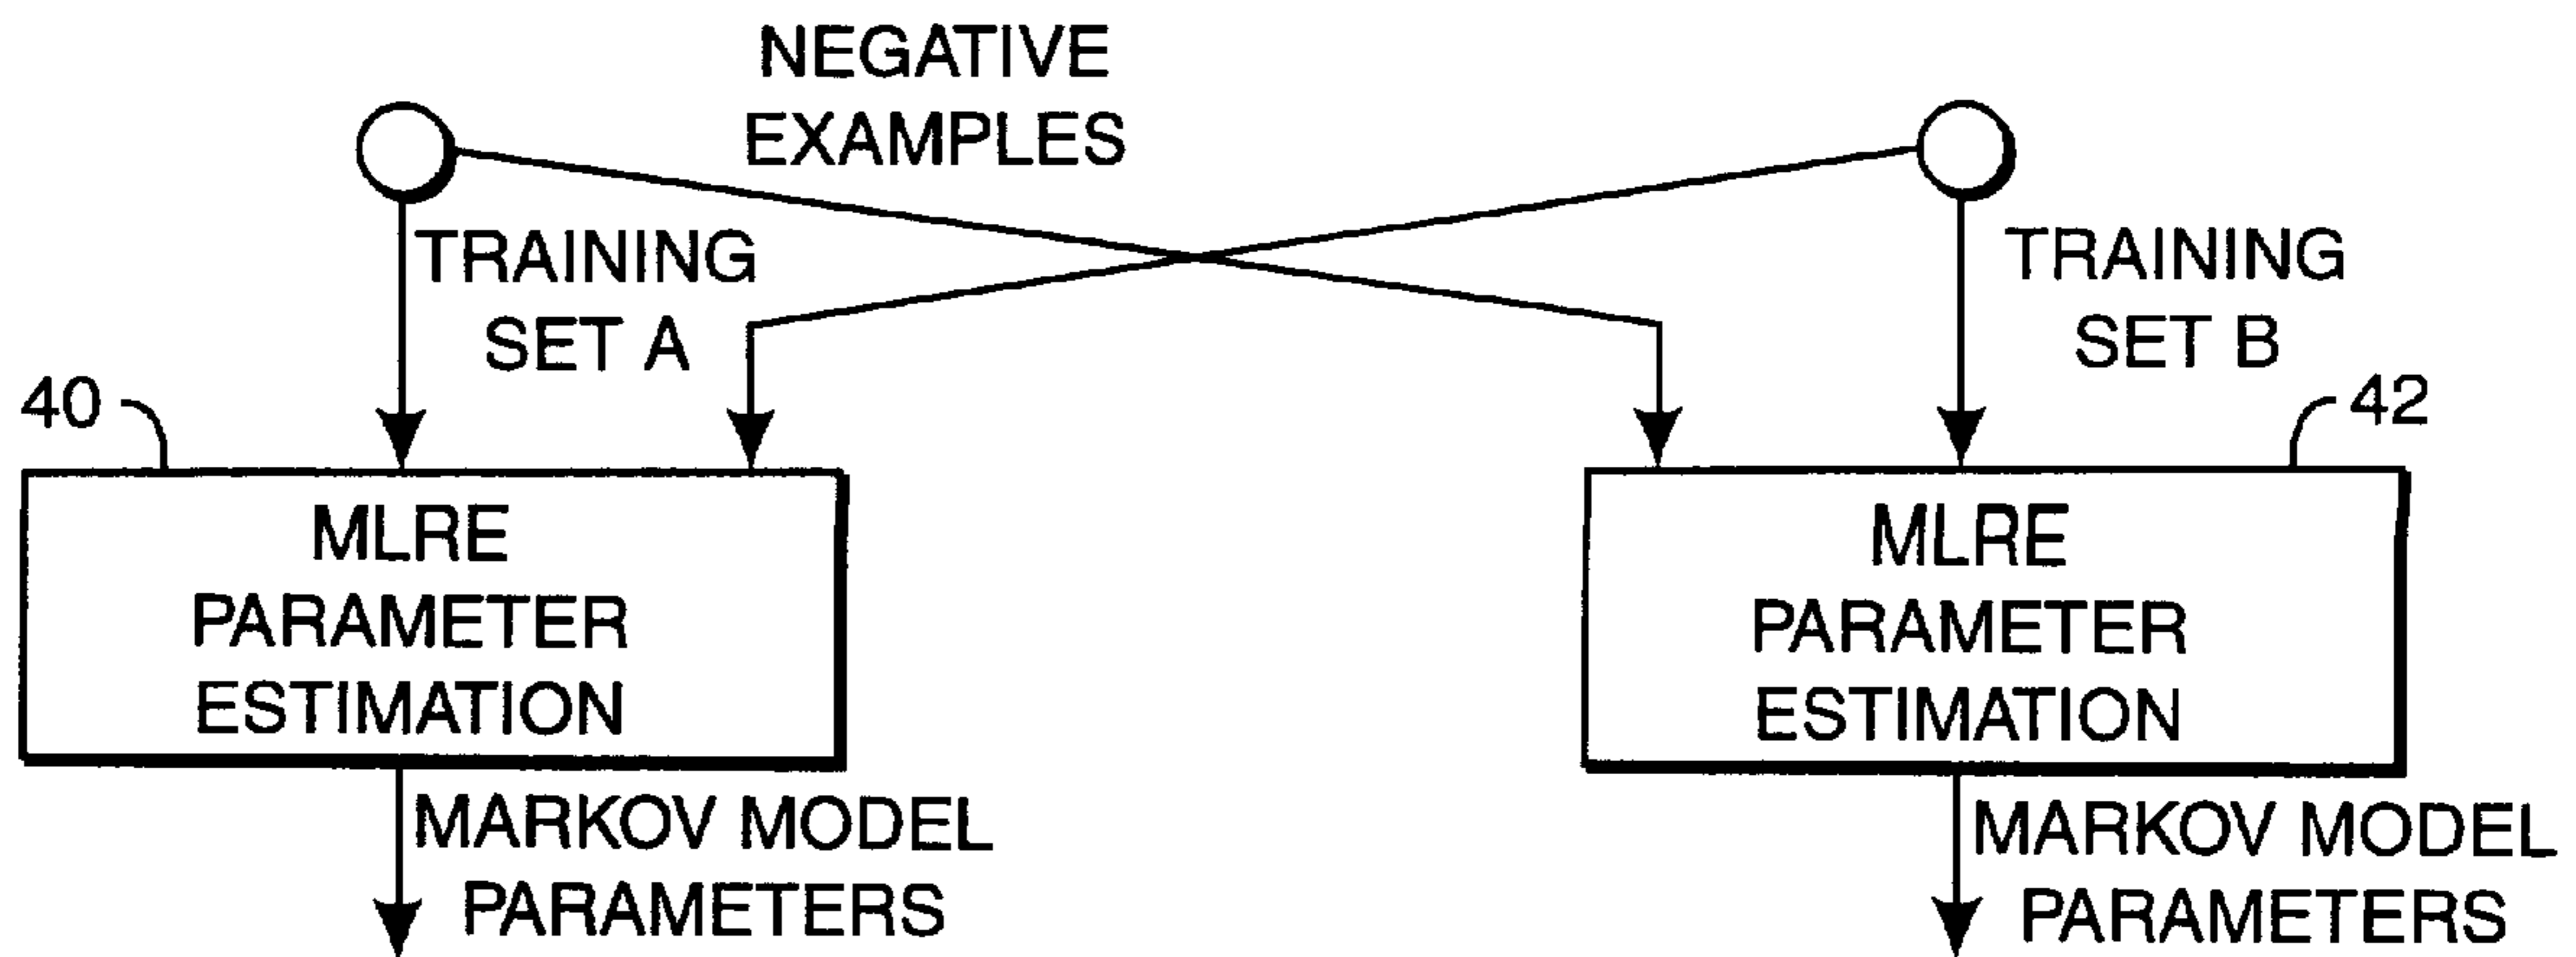 NEGATIVE
EXAMPLES
TRAINING
SET A
TRAINING
SET B
40
42
MLRE
PARAMETER
ESTIMATION
MLRE
PARAMETER
ESTIMATION
MARKOV MODEL
PARAMETERS
MARKOV MODEL
PARAMETERS